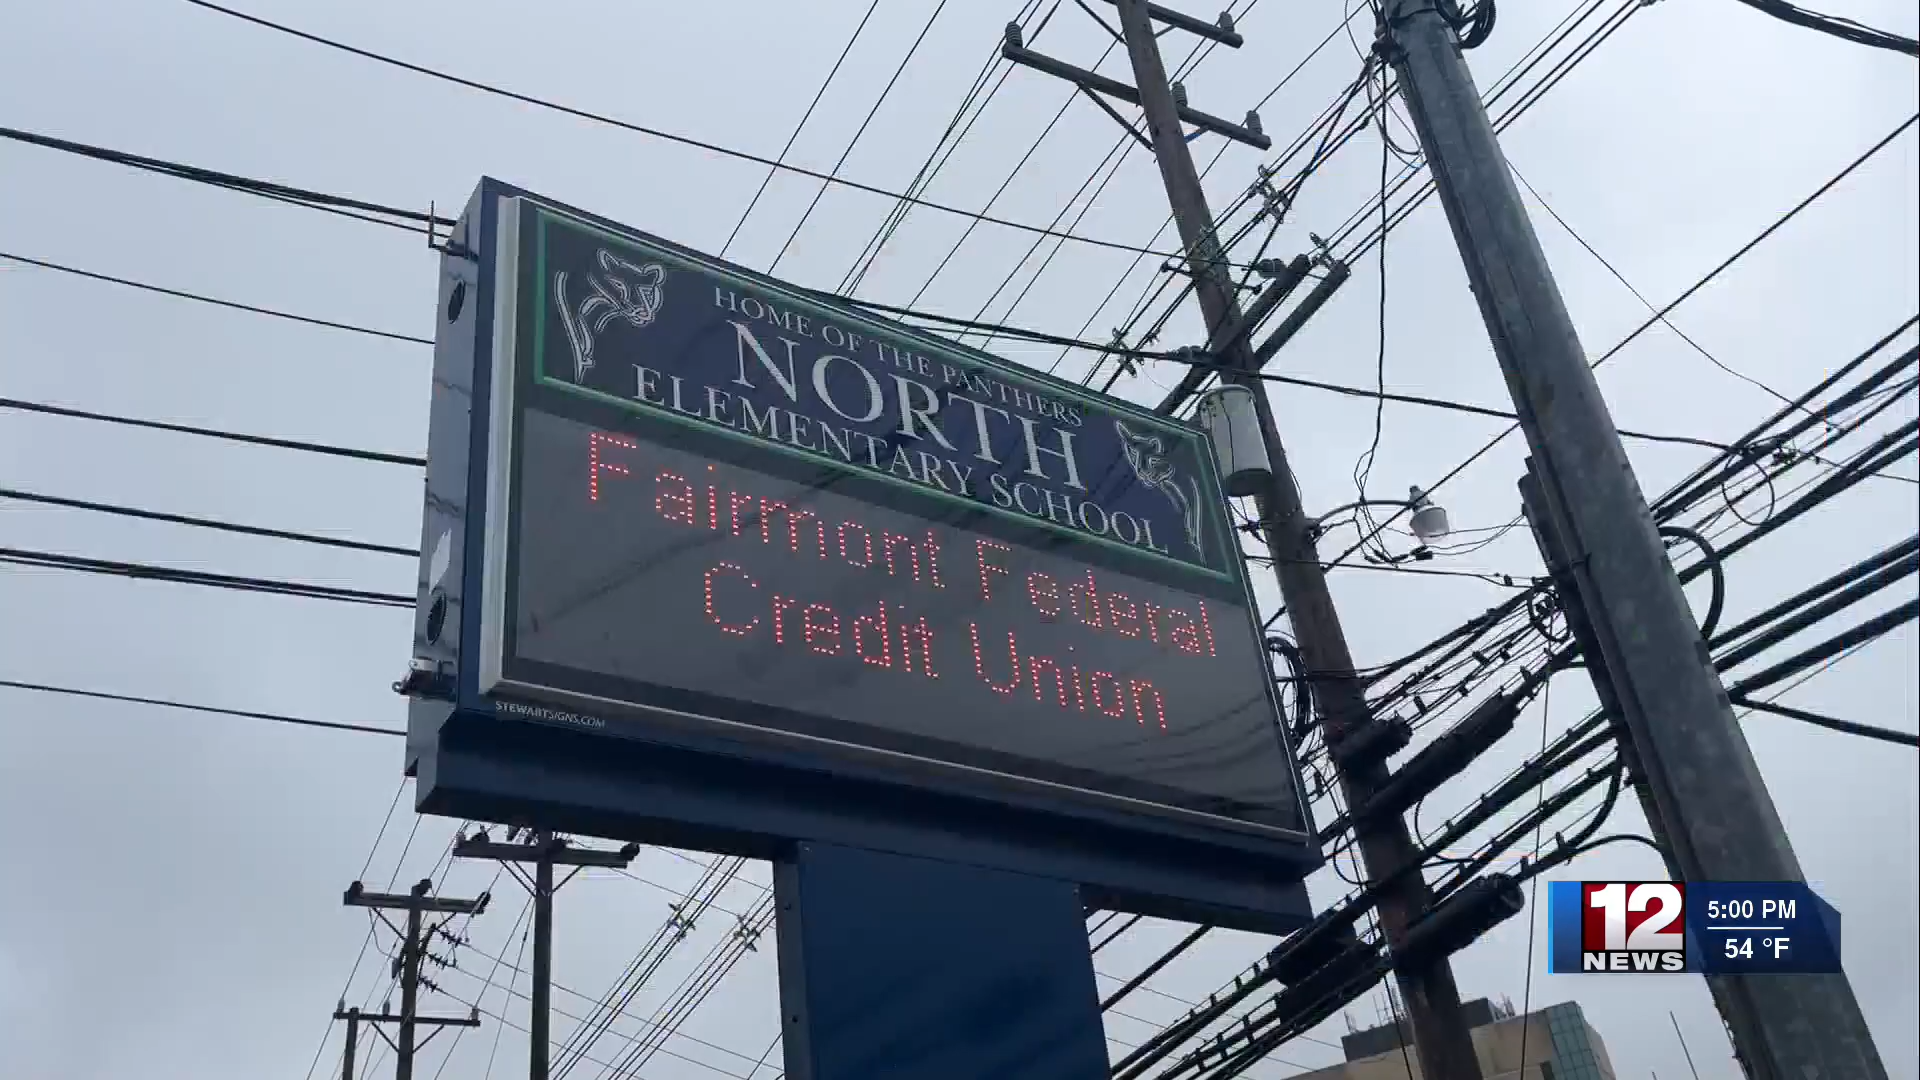 HOME OF THE PANTHERS
NORTH
ELEMENTARY SCHOOL
Fairmont Federal
Credit Union
STEWARTSIGNS.COM
12
NEWS
5:00 PM
54 °F